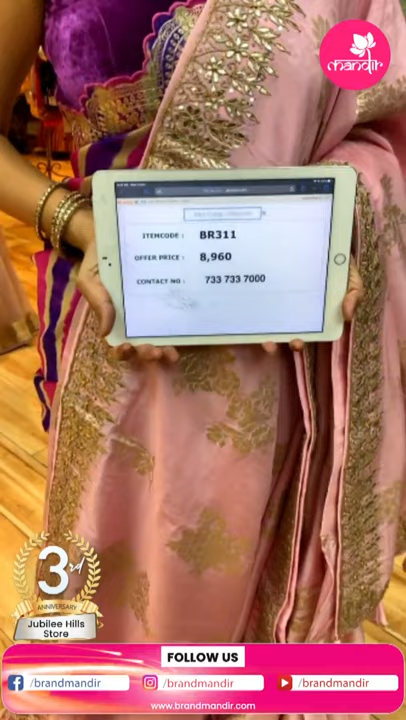 mandir
ITEMCODE : BR311
OFFER PRICE : 8,960
CONTACT NO : 733 733 7000
3rd
ANNIVERSARY
Jubilee Hills
Store
FOLLOW US
/brandmandir /brandmandir /brandmandir
www.brandmandir.com